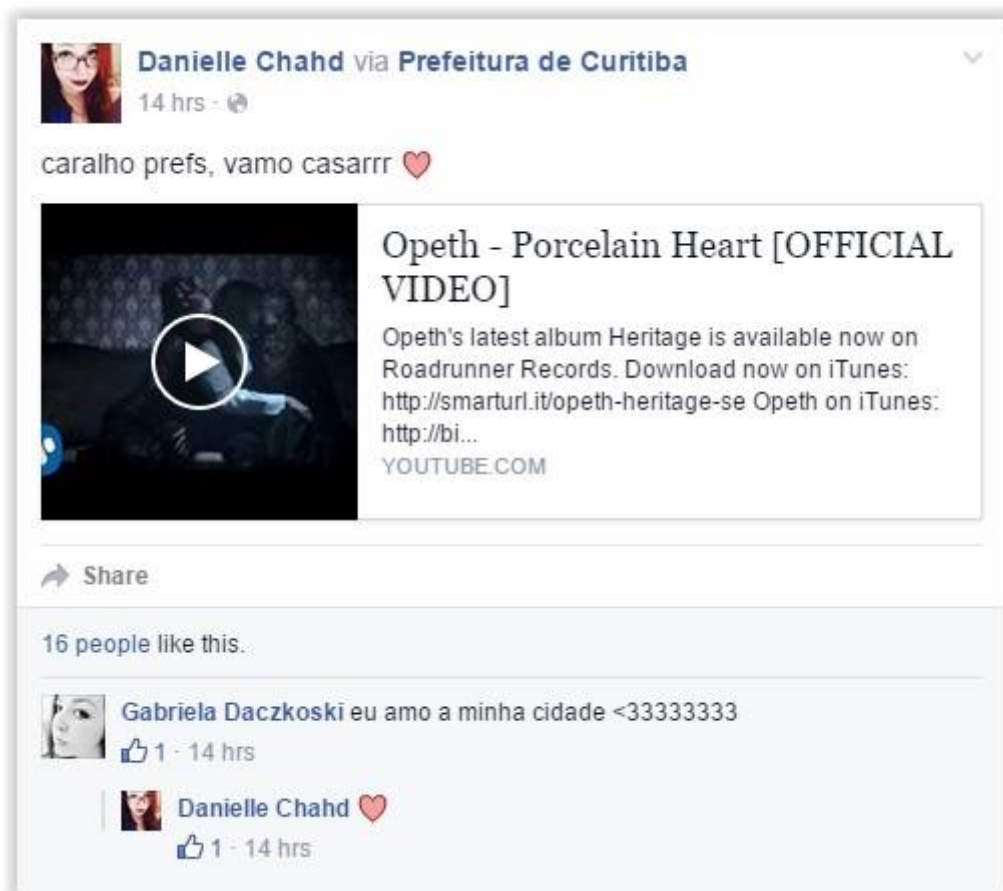 Danielle Chahd via Prefeitura de Curitiba
14 hrs ·
caralho prefs, vamo casarrr ♥
Opeth - Porcelain Heart [OFFICIAL
VIDEO]
Opeth's latest album Heritage is available now on
Roadrunner Records. Download now on iTunes:
http://smarturl.it/opeth-heritage-se Opeth on iTunes:
http://bi...
YOUTUBE.COM
Share
16 people like this.
Gabriela Daczkoski eu amo a minha cidade <33333333
1 · 14 hrs
Danielle Chahd ♥
1 · 14 hrs